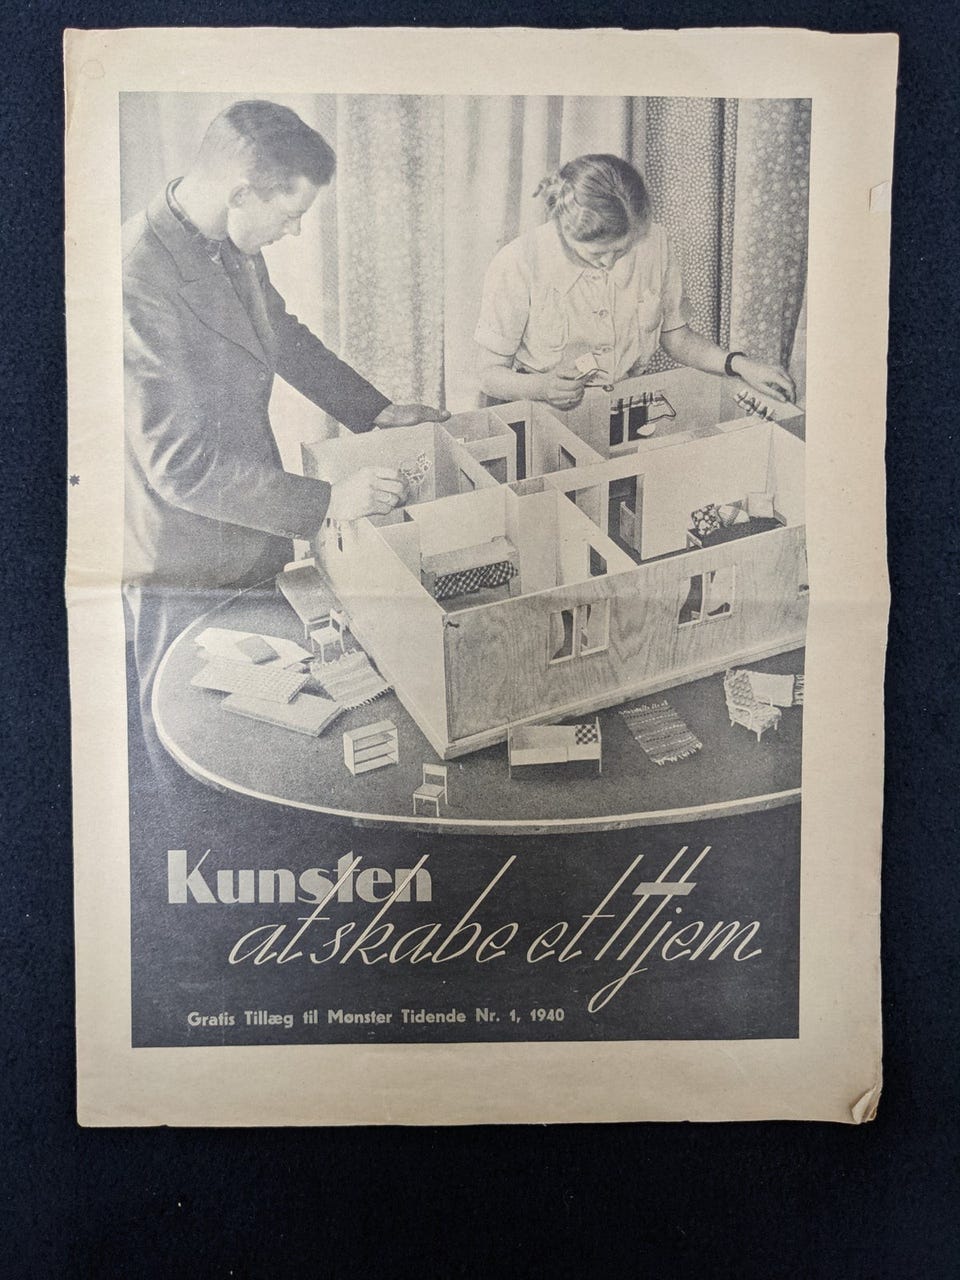 Kunsten
at skabe et Hjem
Gratis Tillæg til Mønster Tidende Nr. 1, 1940